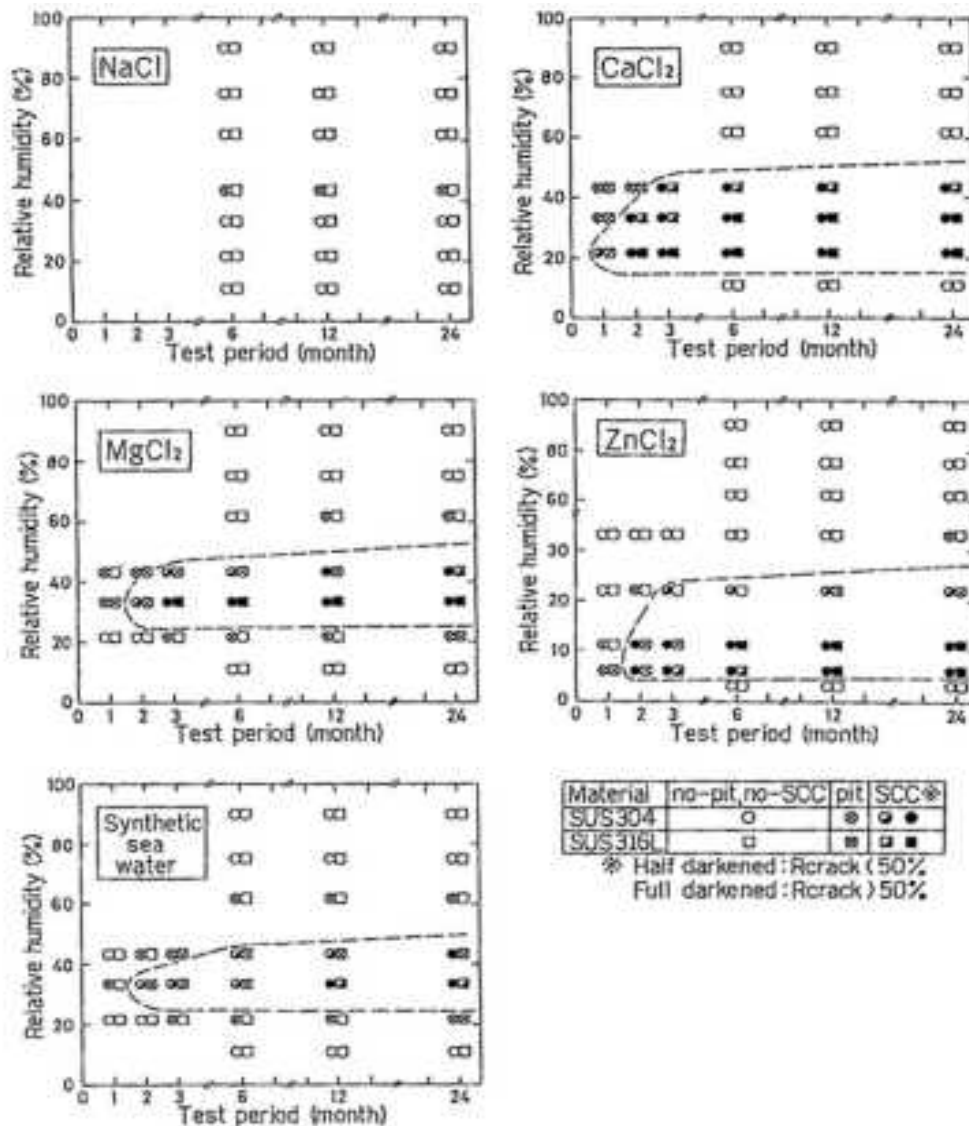 NaCl
Relative humidity (%)
100
80
60
40
20
0
0 1 2 3 6 12 24
Test period (month)
CaCl₂
Relative humidity (%)
100
80
60
40
20
0
0 1 2 3 6 12 24
Test period (month)
MgCl₂
Relative humidity (%)
100
80
60
40
20
0
0 1 2 3 6 12 24
Test period (month)
ZnCl₂
Relative humidity (%)
100
80
60
30
20
10
0
0 1 2 3 6 12 24
Test period (month)
Synthetic
sea
water
Relative humidity (%)
100
80
60
40
20
0
0 1 2 3 6 12 24
Test period (month)
Material no-pit,no-SCC pit SCC※
SUS304
SUS316L
※ Half darkened:Rcrack<50%
Full darkened:Rcrack>50%